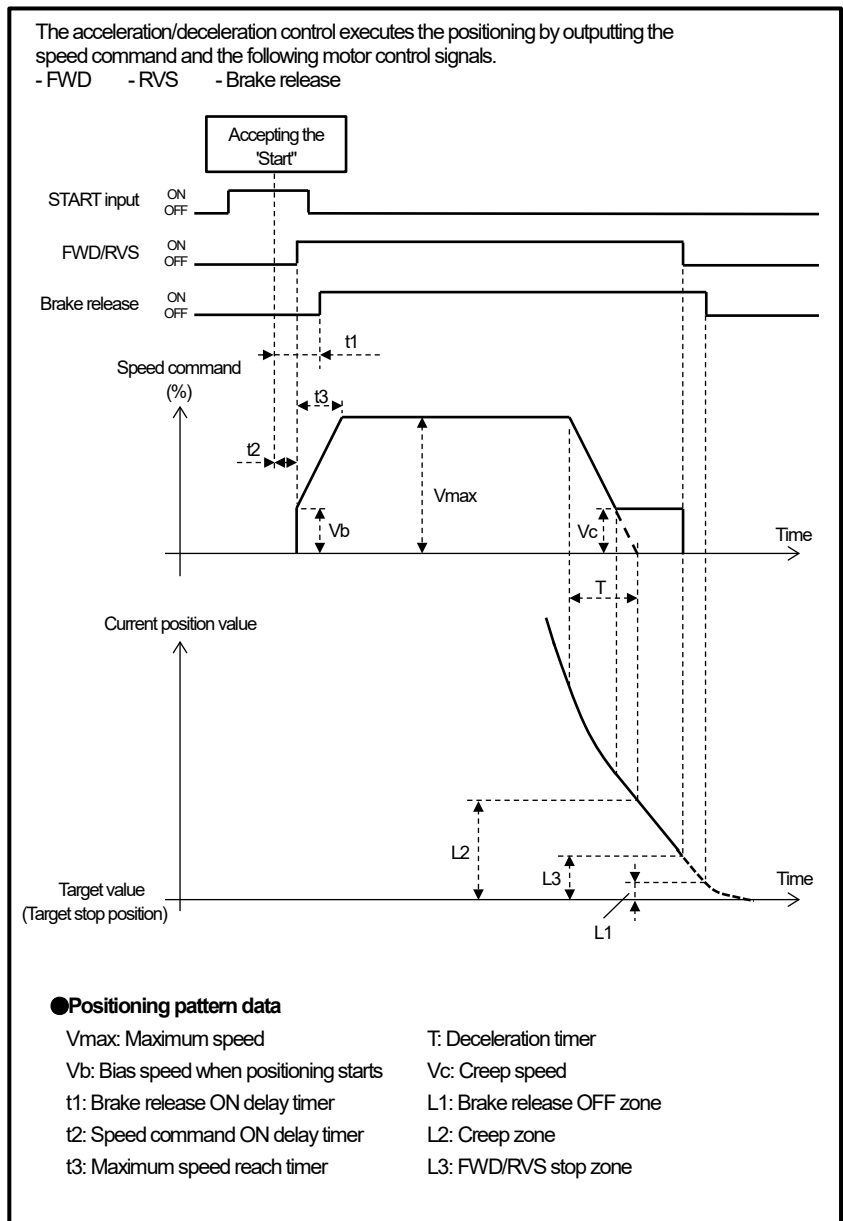 The acceleration/deceleration control executes the positioning by outputting the
speed command and the following motor control signals.
- FWD - RVS - Brake release
Accepting the
'Start"
START input
ON
OFF
FWD/RVS
ON
OFF
Brake release
ON
OFF
t1
Speed command
(%)
t3
t2
Vmax
Vb
Vc
Time
T
Current position value
L2
L3
Target value
(Target stop position)
Time
L1
●Positioning pattern data
Vmax: Maximum speed
T: Deceleration timer
Vb: Bias speed when positioning starts
Vc: Creep speed
t1: Brake release ON delay timer
L1: Brake release OFF zone
t2: Speed command ON delay timer
L2: Creep zone
t3: Maximum speed reach timer
L3: FWD/RVS stop zone